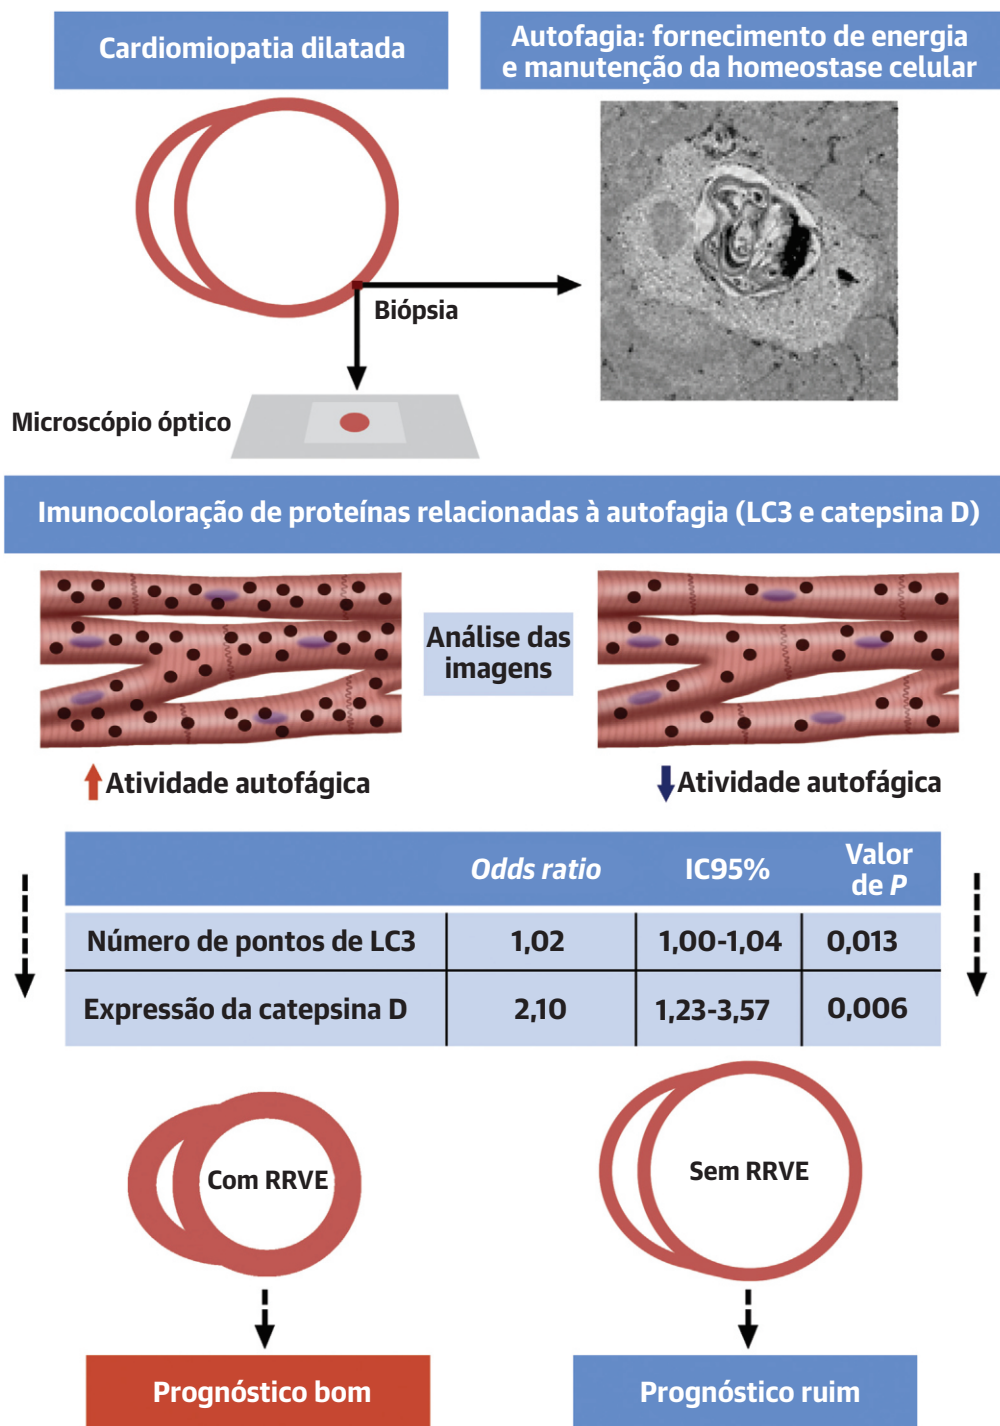 Cardiomiopatia dilatada
Autofagia: fornecimento de energia
e manutenção da homeostase celular
Biópsia
Microscópio óptico
Imunocoloração de proteínas relacionadas à autofagia (LC3 e catepsina D)
Análise das
imagens
Atividade autofágica
Atividade autofágica
Odds ratio IC95% Valor
de P
Número de pontos de LC3 1,02 1,00-1,04 0,013
Expressão da catepsina D 2,10 1,23-3,57 0,006
Com RRVE
Sem RRVE
Prognóstico bom
Prognóstico ruim